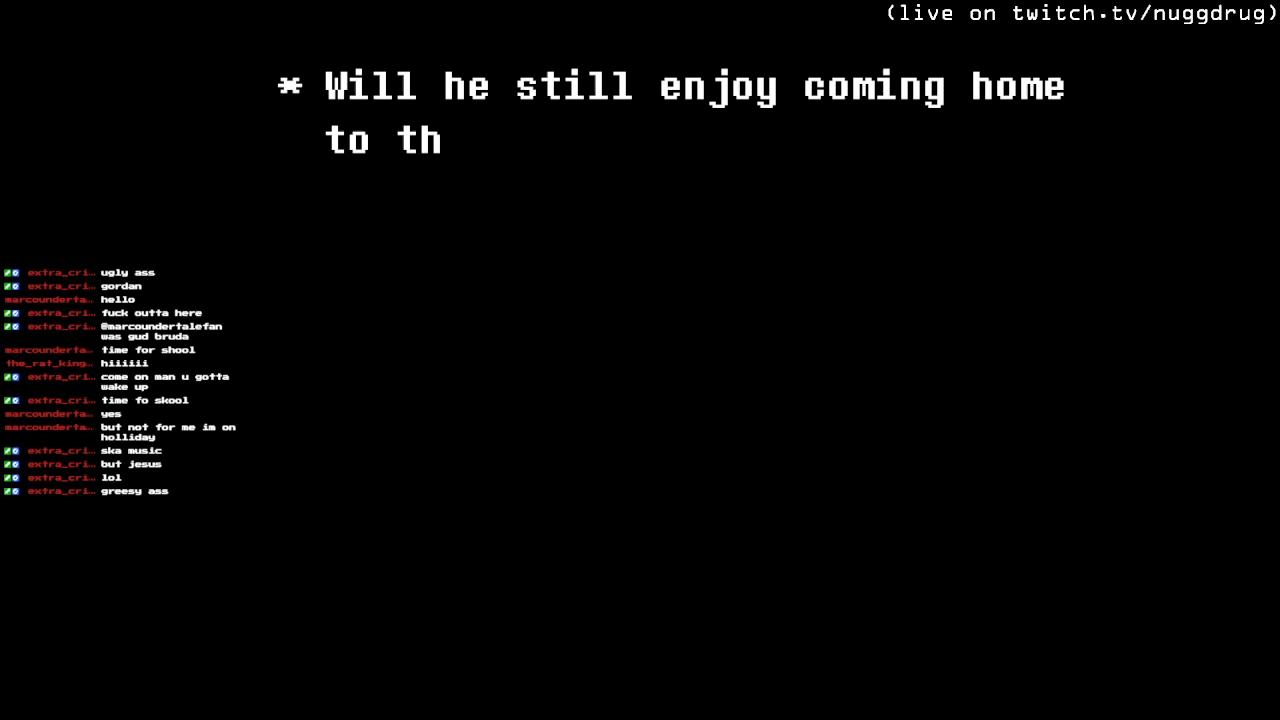 (live on twitch.tv/nuggdrug)
* Will he still enjoy coming home
to th
extra_cri… ugly ass
extra_cri… gordan
marcounderta… hello
extra_cri… fuck outta here
extra_cri… @marcoundertalefan
was gud bruda
marcounderta… time for shool
the_rat_king… hiiiiii
extra_cri… come on man u gotta
wake up
extra_cri… time fo skool
marcounderta… yes
marcounderta… but not for me im on
holliday
extra_cri… ska music
extra_cri… but jesus
extra_cri… lol
extra_cri… greesy ass